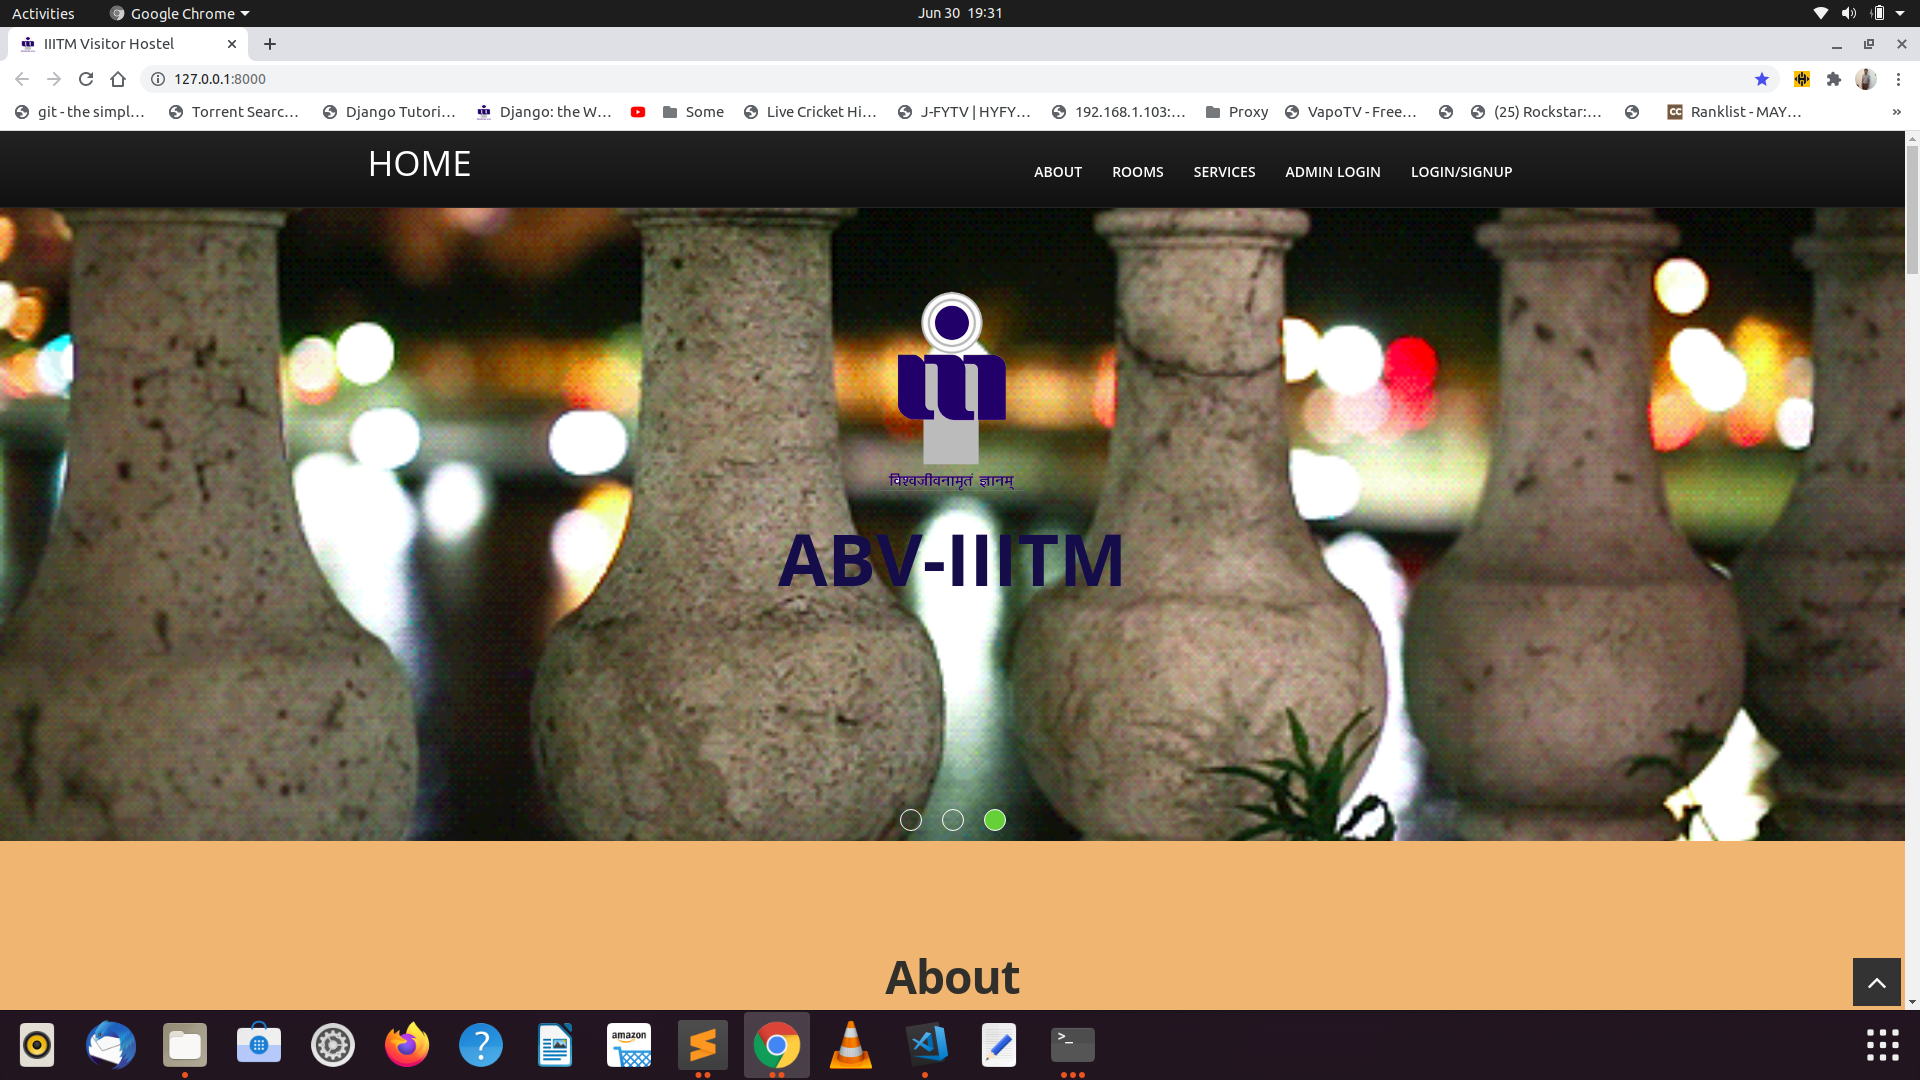 Activities
Google Chrome
Jun 30 19:31
IIITM Visitor Hostel
127.0.0.1:8000
git - the simpl...
Torrent Searc...
Django Tutori...
Django: the W...
Some
Live Cricket Hi...
J-FYTV | HYFY...
192.168.1.103:...
Proxy
VapoTV - Free...
(25) Rockstar:...
CC
Ranklist - MAY...
»
HOME
ABOUT
ROOMS
SERVICES
ADMIN LOGIN
LOGIN/SIGNUP
विश्वजीवनामृतं ज्ञानम्
ABV-IIITM
About
?
amazon
>_